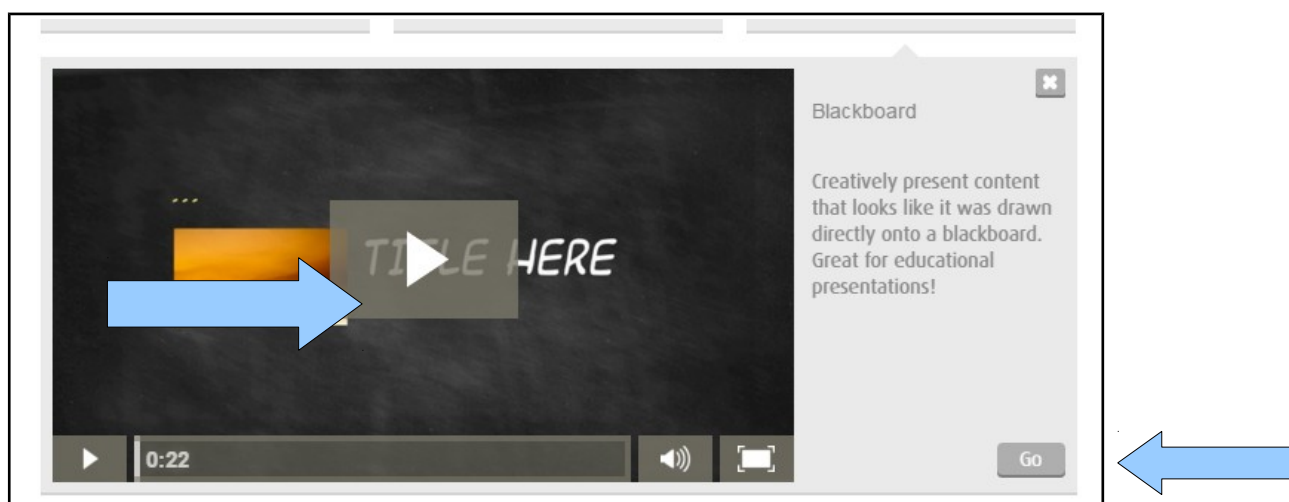 Blackboard
Creatively present content
that looks like it was drawn
directly onto a blackboard.
Great for educational
presentations!
TITLE HERE
0:22
Go